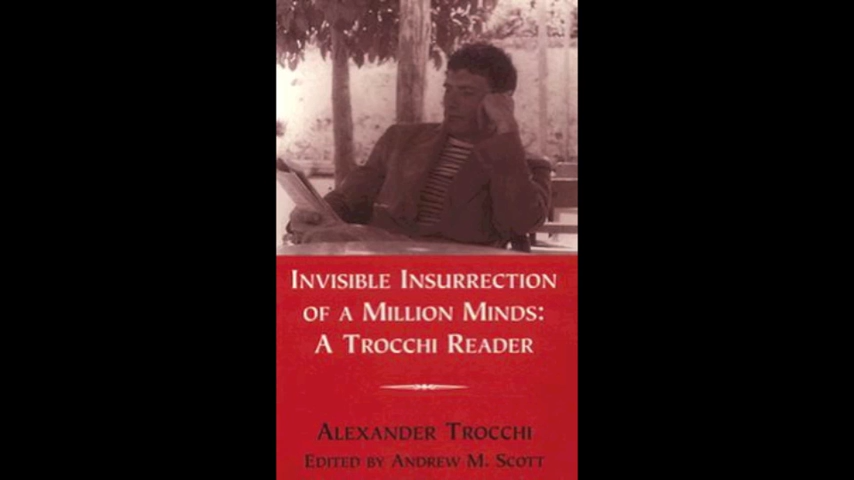 INVISIBLE INSURRECTION
OF A MILLION MINDS:
A TROCCHI READER
ALEXANDER TROCCHI
EDITED BY ANDREW M. SCOTT